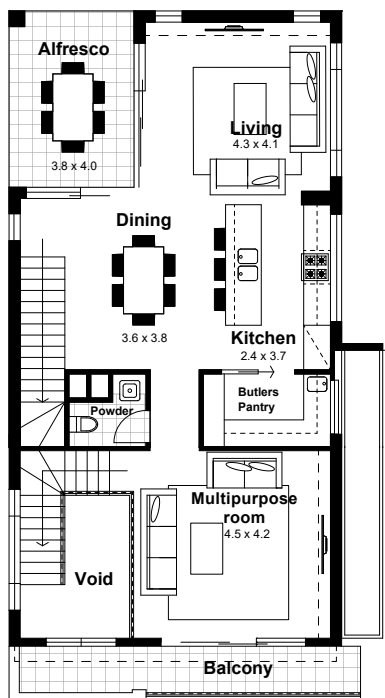 Alfresco
3.8 x 4.0
Living
4.3 x 4.1
Dining
3.6 x 3.8
Kitchen
2.4 x 3.7
Powder
Butlers
Pantry
Multipurpose
room
4.5 x 4.2
Void
Balcony